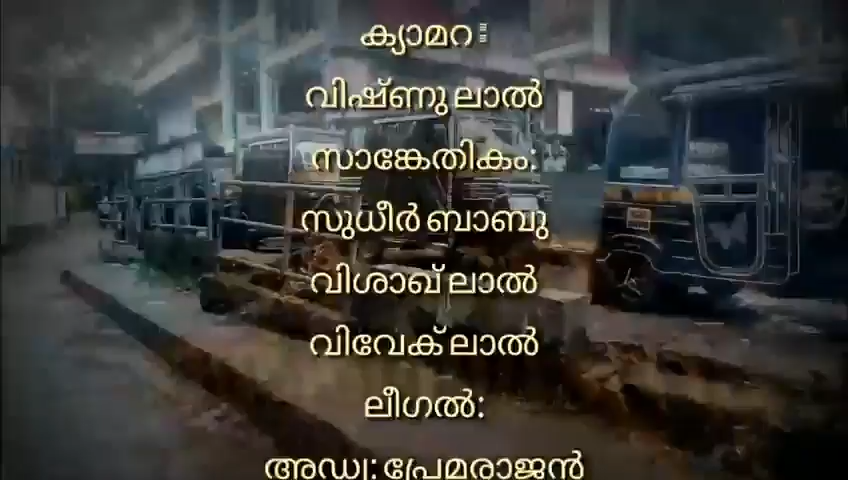 ക്യാമറ :
വിഷ്ണു ലാൽ
സാങ്കേതികം:
സുധീർ ബാബു
വിശാഖ് ലാൽ
വിവേക് ലാൽ
ലീഗൽ:
അഡ്വ: പ്രേമരാജൻ